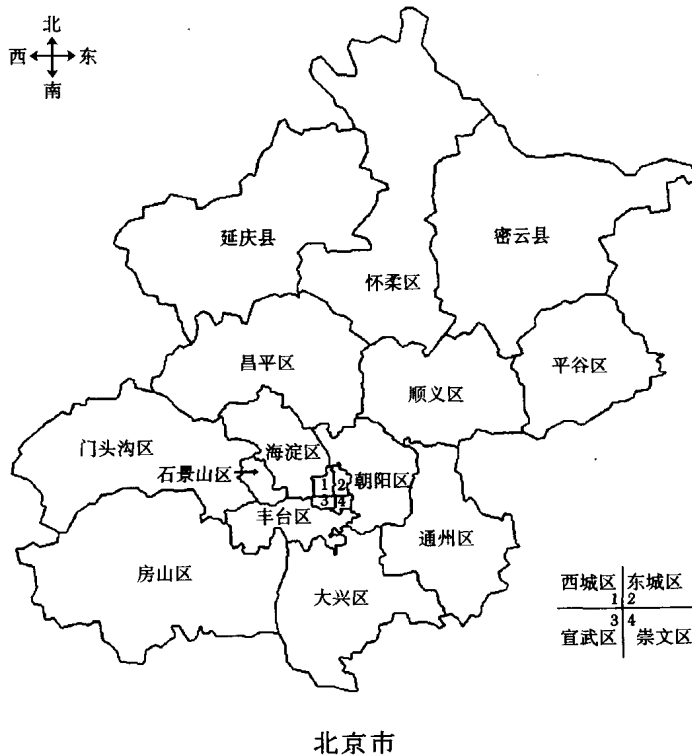 北
西 东
南
延庆县
密云县
怀柔区
昌平区
平谷区
顺义区
门头沟区
海淀区
石景山区
1 2
朝阳区
3 4
丰台区
通州区
房山区
大兴区
西城区 东城区
1 2
3 4
宣武区 崇文区
北京市